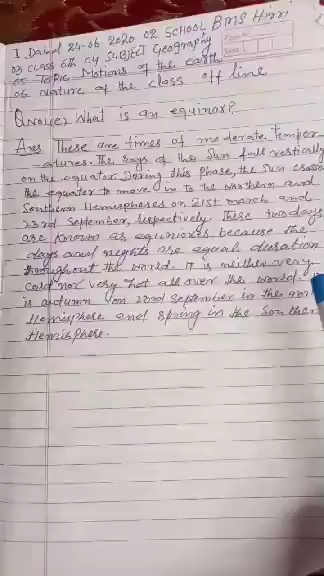 1 Dated 24-06 2020 02 SCHOOL BMS Hirri
03 class 6th 04 SUBJECT Geography
05 Topic Motions of the earth
06 Nature of the class off line
Q No (1) What is an equinox?
Ans These are times of moderate Temper
atures. The rays of the Sun fall vertically
on the equator During this Phase, the Sun crosse
the equator to move in to the Northern and
Southern Hemispheres on 21st march and
23rd September, respectively. These two days
are known as equinoxes because the
days and nights are equal duration
throughout the world. It is neither very
cold nor very hot all over the world.
is autumn on 23rd September in the nor
Hemisphere and spring in the Southern
Hemisphere.